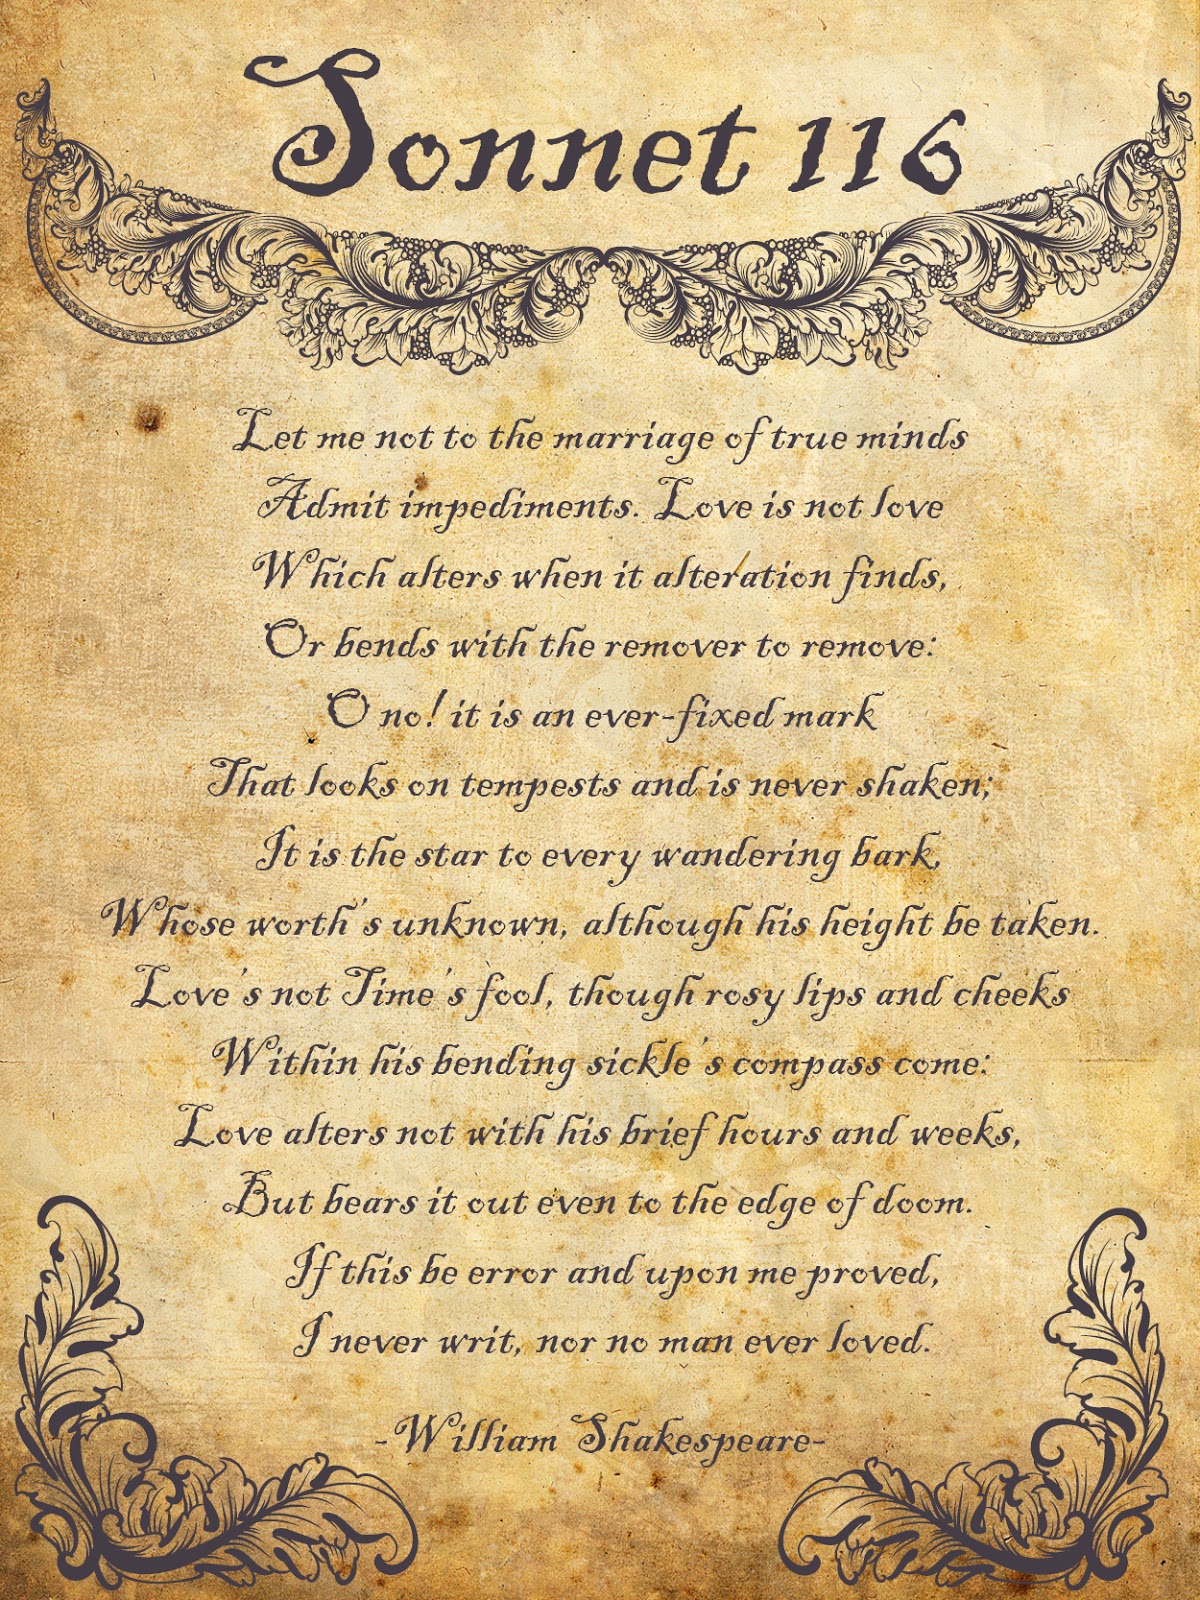 Sonnet 116
Let me not to the marriage of true minds
Admit impediments. Love is not love
Which alters when it alteration finds,
Or bends with the remover to remove:
O no! it is an ever-fixed mark
That looks on tempests and is never shaken;
It is the star to every wandering bark,
Whose worth's unknown, although his height be taken.
Love's not Time's fool, though rosy lips and cheeks
Within his bending sickle's compass come:
Love alters not with his brief hours and weeks,
But bears it out even to the edge of doom.
If this be error and upon me proved,
I never writ, nor no man ever loved.
-William Shakespeare-